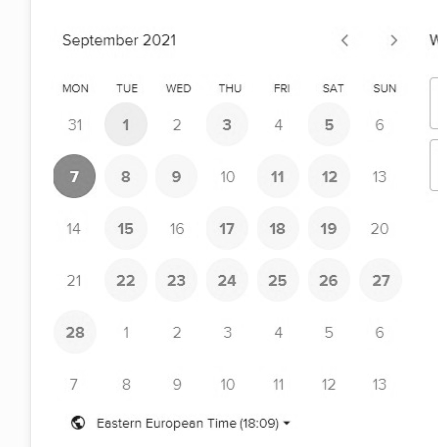 September 2021
MON TUE WED THU FRI SAT SUN
31 1 2 3 4 5 6
7 8 9 10 11 12 13
14 15 16 17 18 19 20
21 22 23 24 25 26 27
28 1 2 3 4 5 6
7 8 9 10 11 12 13
Eastern European Time (18:09)